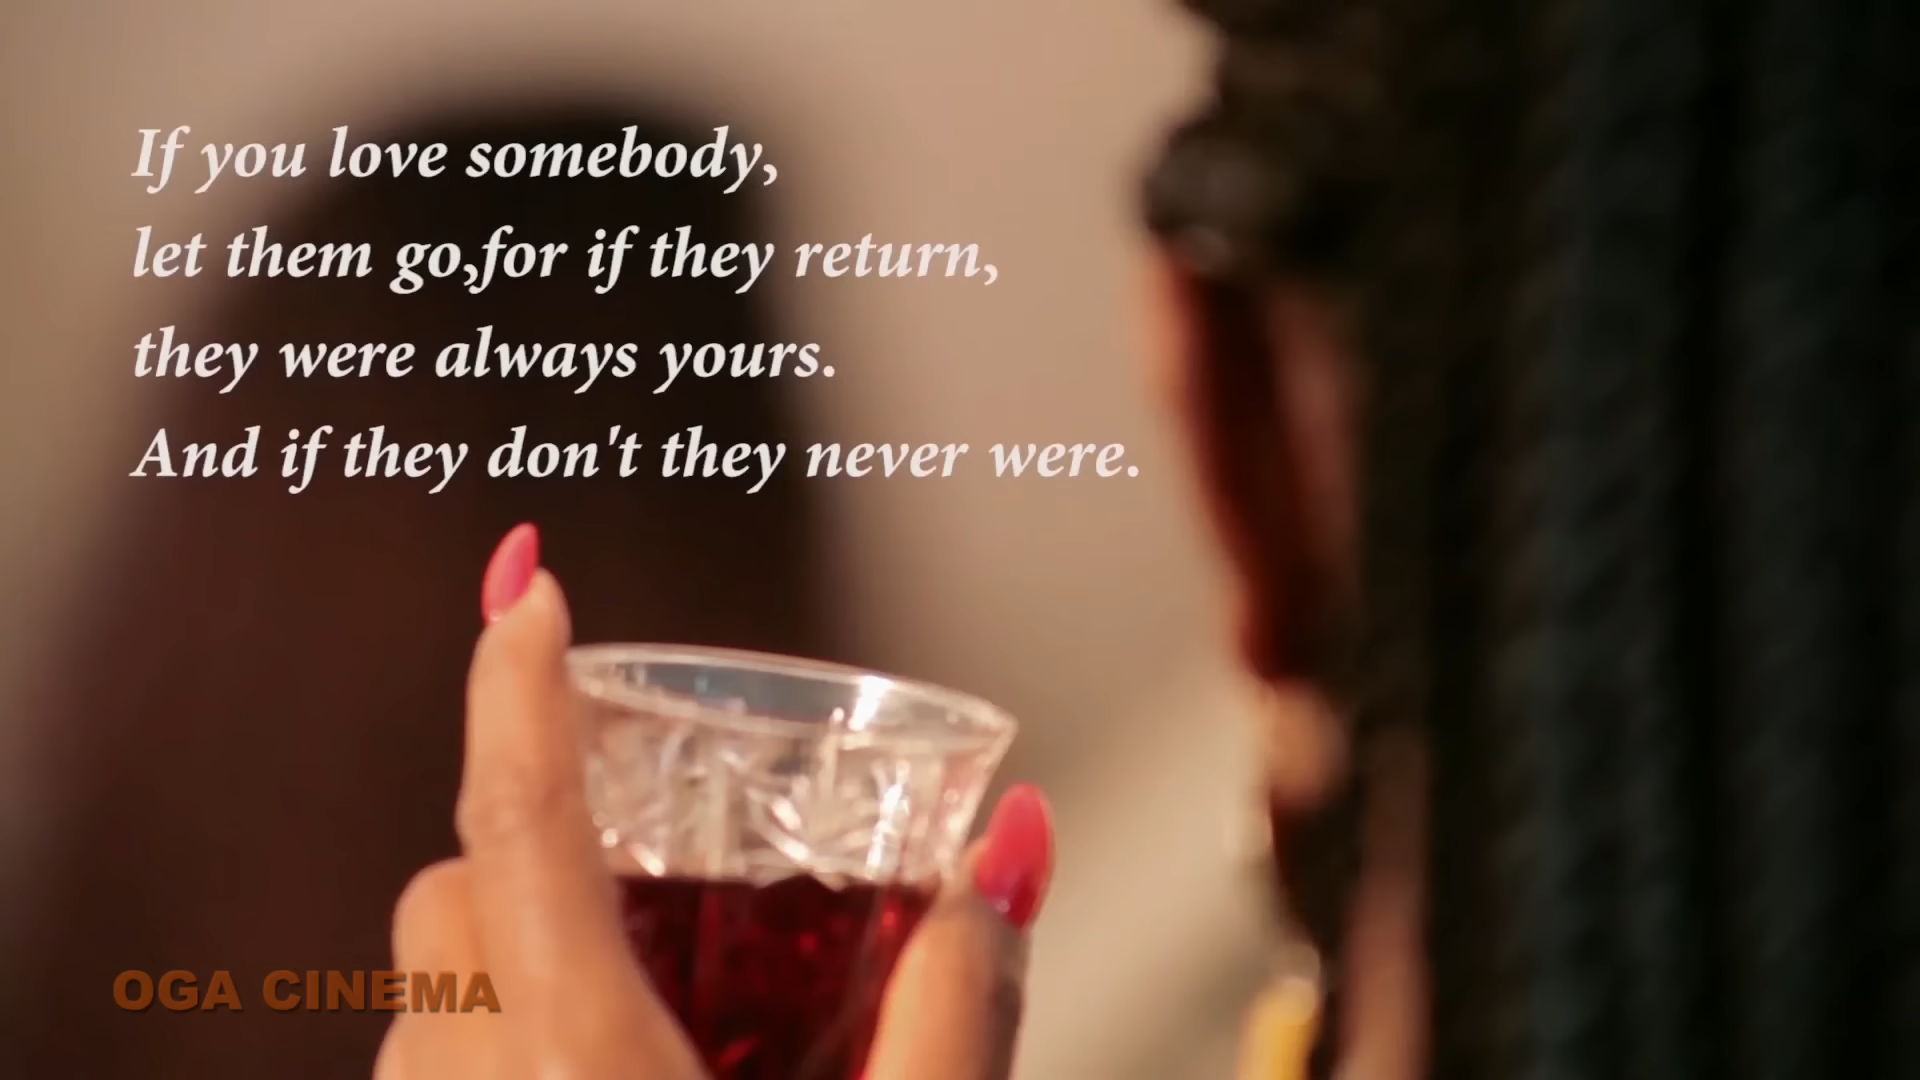 If you love somebody,
let them go,for if they return,
they were always yours.
And if they don't they never were.
OGA CINEMA